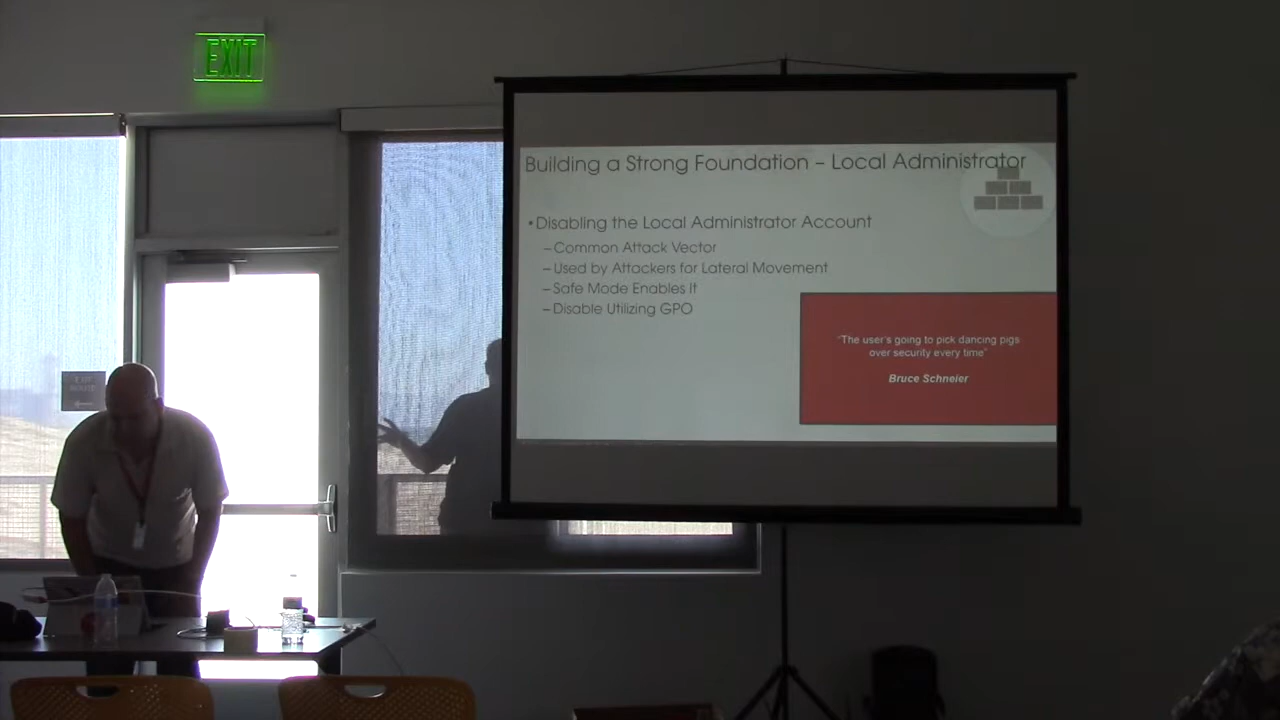 EXIT
Building a Strong Foundation – Local Administrator
• Disabling the Local Administrator Account
– Common Attack Vector
– Used by Attackers for Lateral Movement
– Safe Mode Enables It
– Disable Utilizing GPO
"The user's going to pick dancing pigs
over security every time"
Bruce Schneier
EXIT
ROUTE